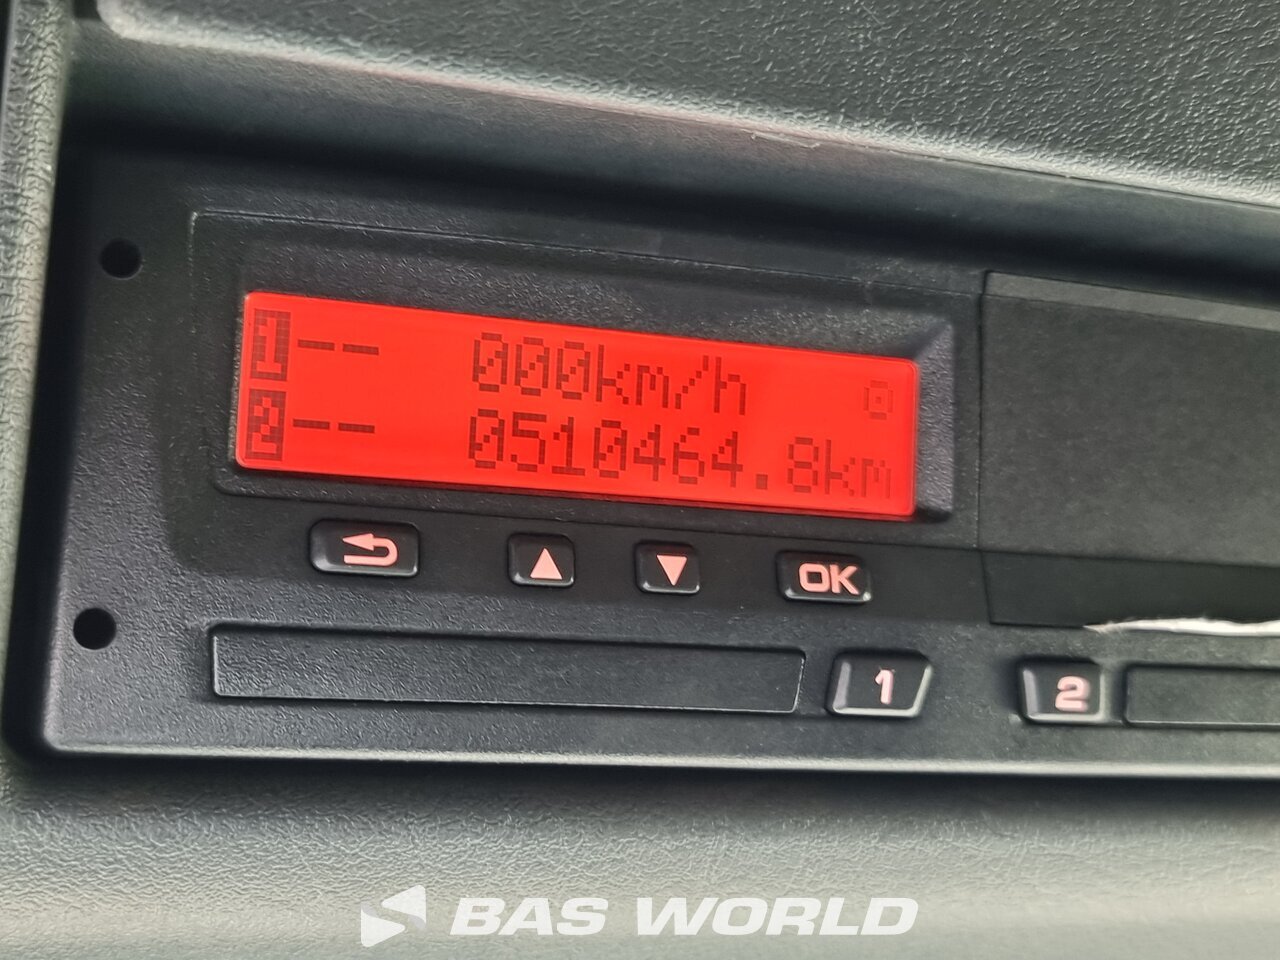 1-- 000km/h
2-- 0510464.8km
OK
1
2
BAS WORLD